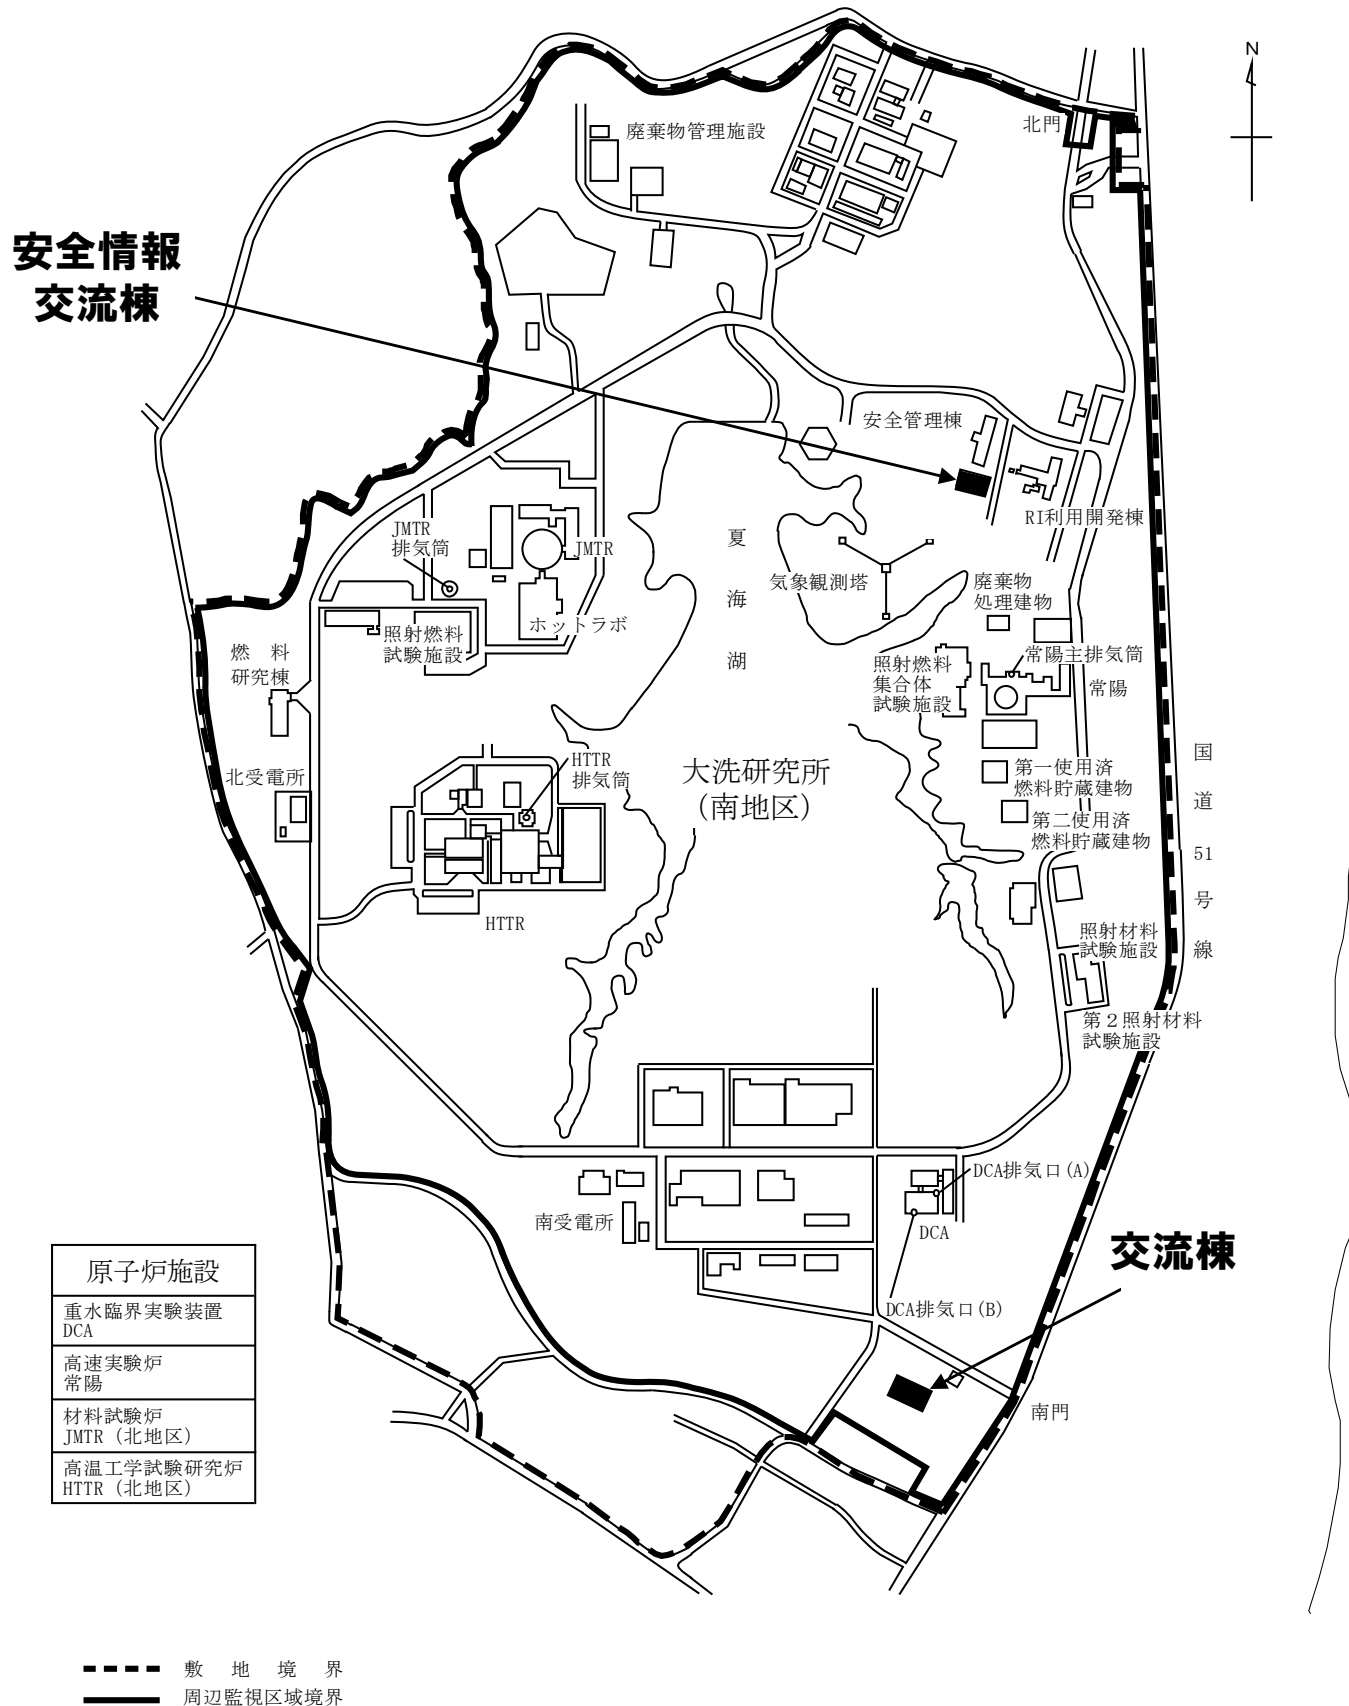 N
北門
廃棄物管理施設
安全情報
交流棟
安全管理棟
RI利用開発棟
JMTR
排気筒
JMTR
夏
海
湖
気象観測塔
廃棄物
処理建物
ホットラボ
照射燃料
試験施設
燃 料
研究棟
照射燃料
集合体
試験施設
常陽主排気筒
常陽
北受電所
HTTR
排気筒
大洗研究所
(南地区)
第一使用済
燃料貯蔵建物
第二使用済
燃料貯蔵建物
国
道
51
号
線
HTTR
照射材料
試験施設
第2照射材料
試験施設
DCA排気口(A)
南受電所
DCA
交流棟
DCA排気口(B)
南門
原子炉施設
重水臨界実験装置
DCA
高速実験炉
常陽
材料試験炉
JMTR (北地区)
高温工学試験研究炉
HTTR (北地区)
敷 地 境 界
周辺監視区域境界